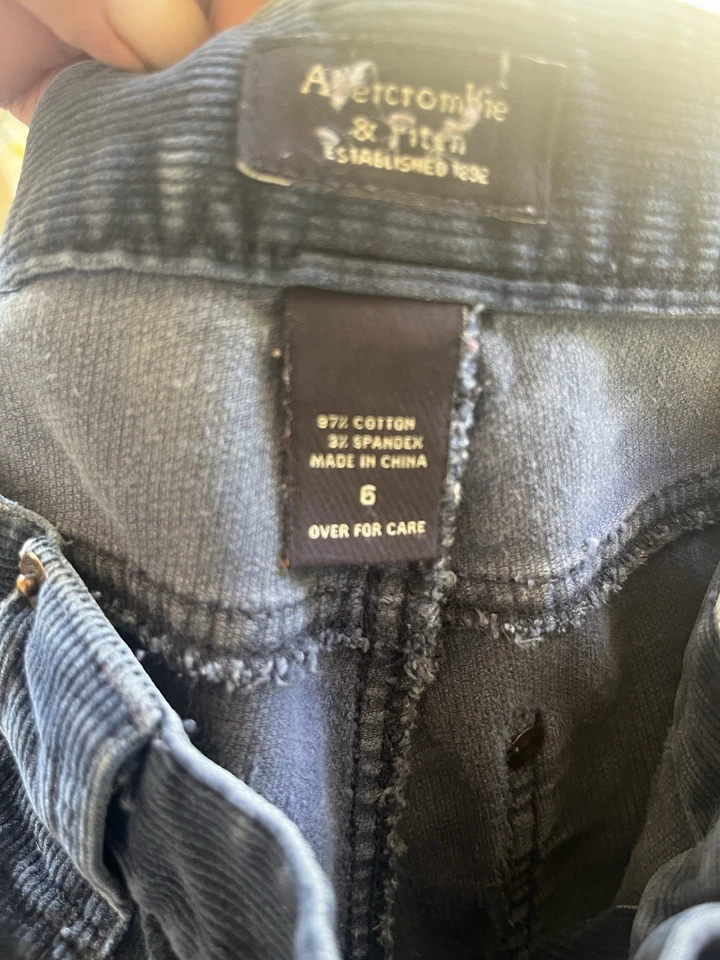 Abercrombie
& Fitch
ESTABLISHED 1892
97% COTTON
3% SPANDEX
MADE IN CHINA
6
OVER FOR CARE